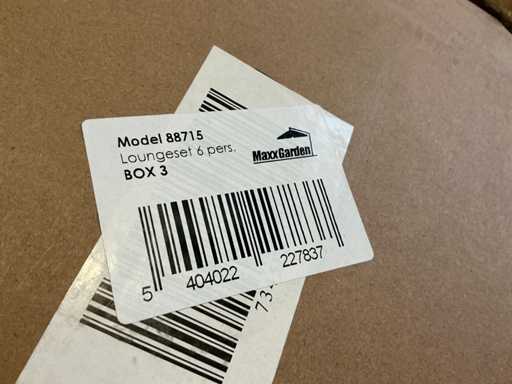 Model 88715
Loungeset 6 pers.
BOX 3
MaxxGarden
5 404022 227837